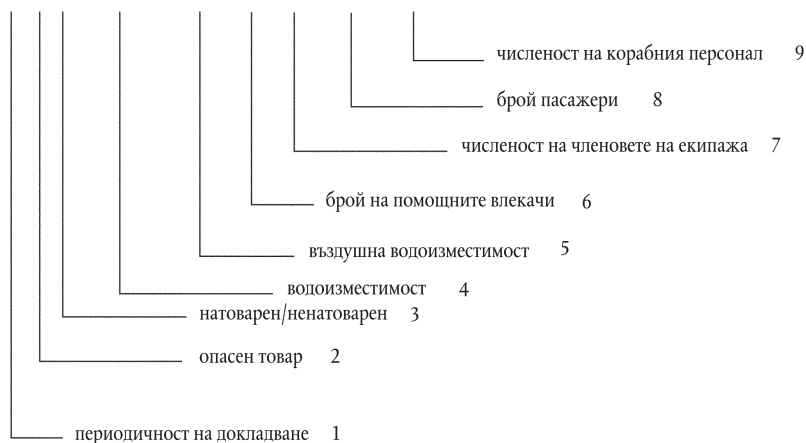 численост на корабния персонал 9
брой пасажери 8
численост на членовете на екипажа 7
брой на помощните влекачи 6
въздушна водоизместимост 5
водоизместимост 4
натоварен/ненатоварен 3
опасен товар 2
периодичност на докладване 1